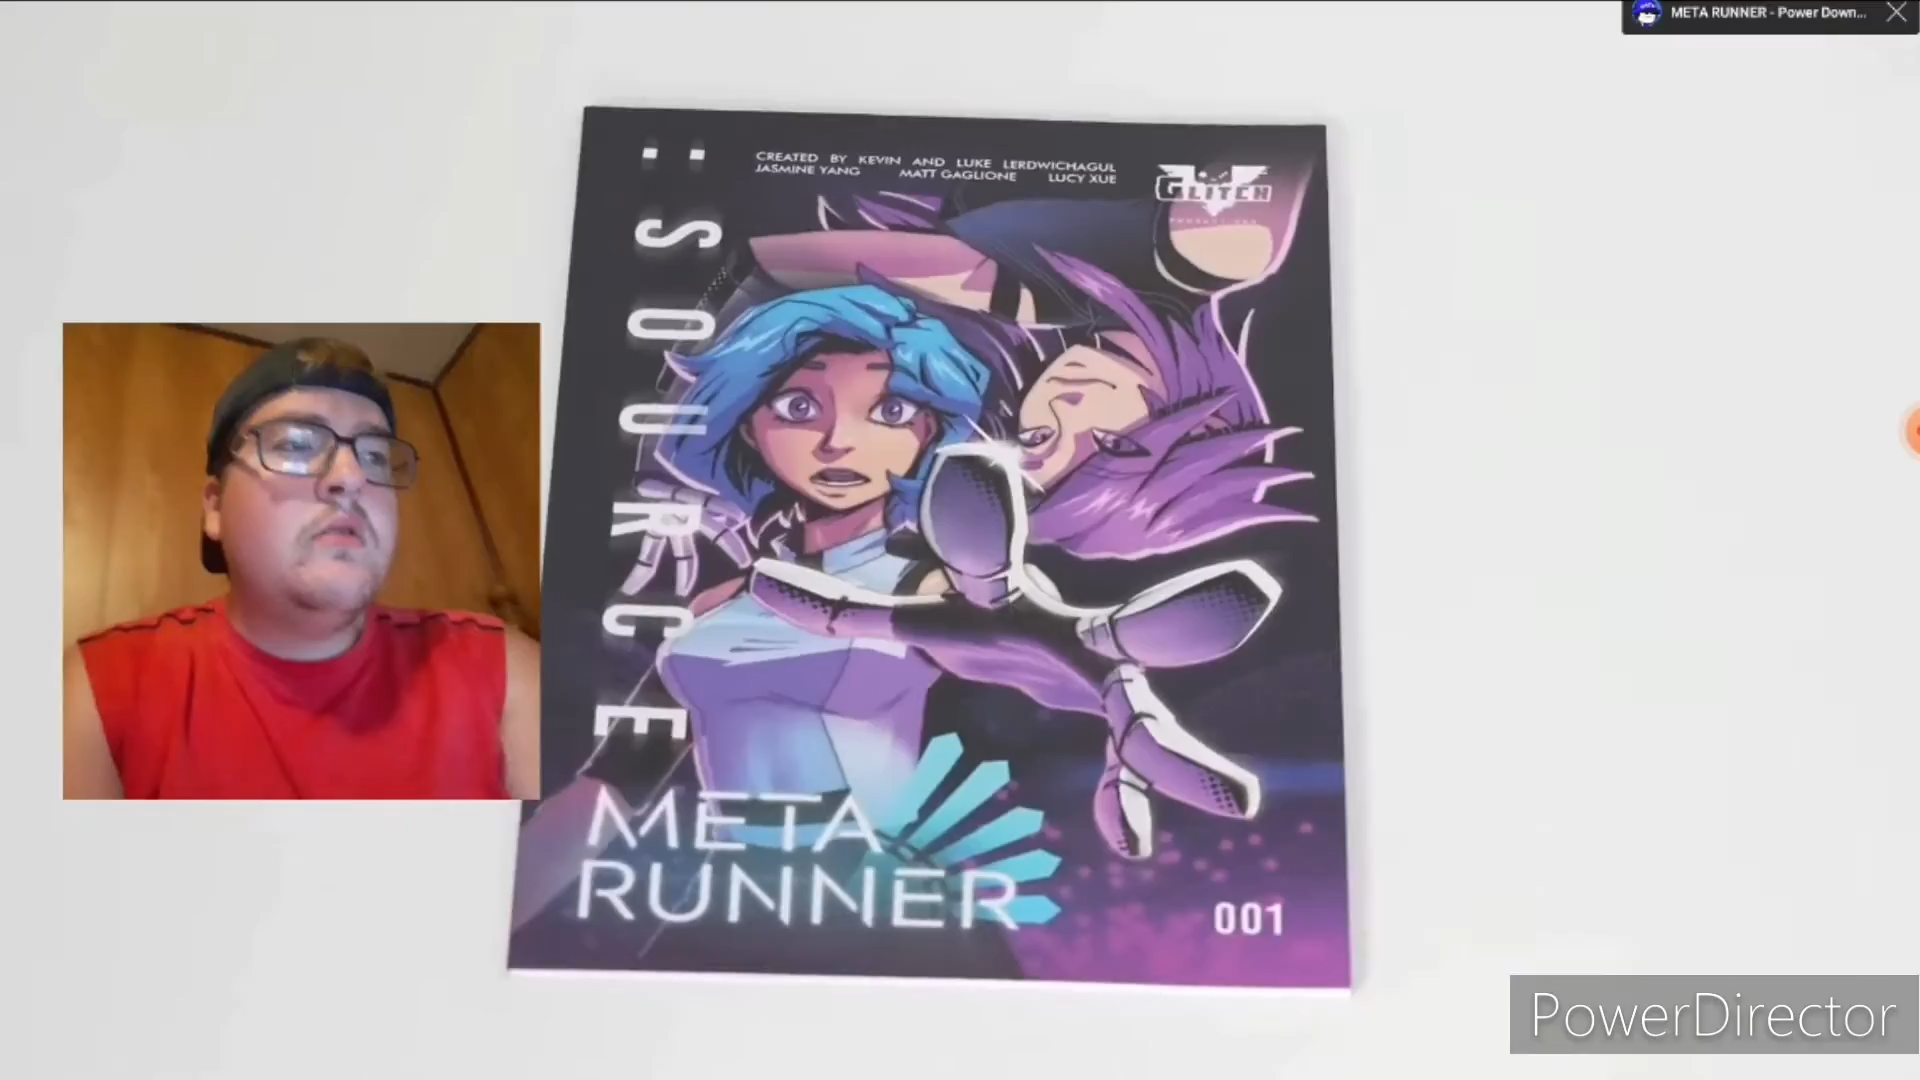 META RUNNER - Power Down...
CREATED BY KEVIN AND LUKE LERDWICHAGUL
JASMINE YANG MATT GAGLIONE LUCY XUE
GLITCH
: SOURCE
META
RUNNER
001
PowerDirector